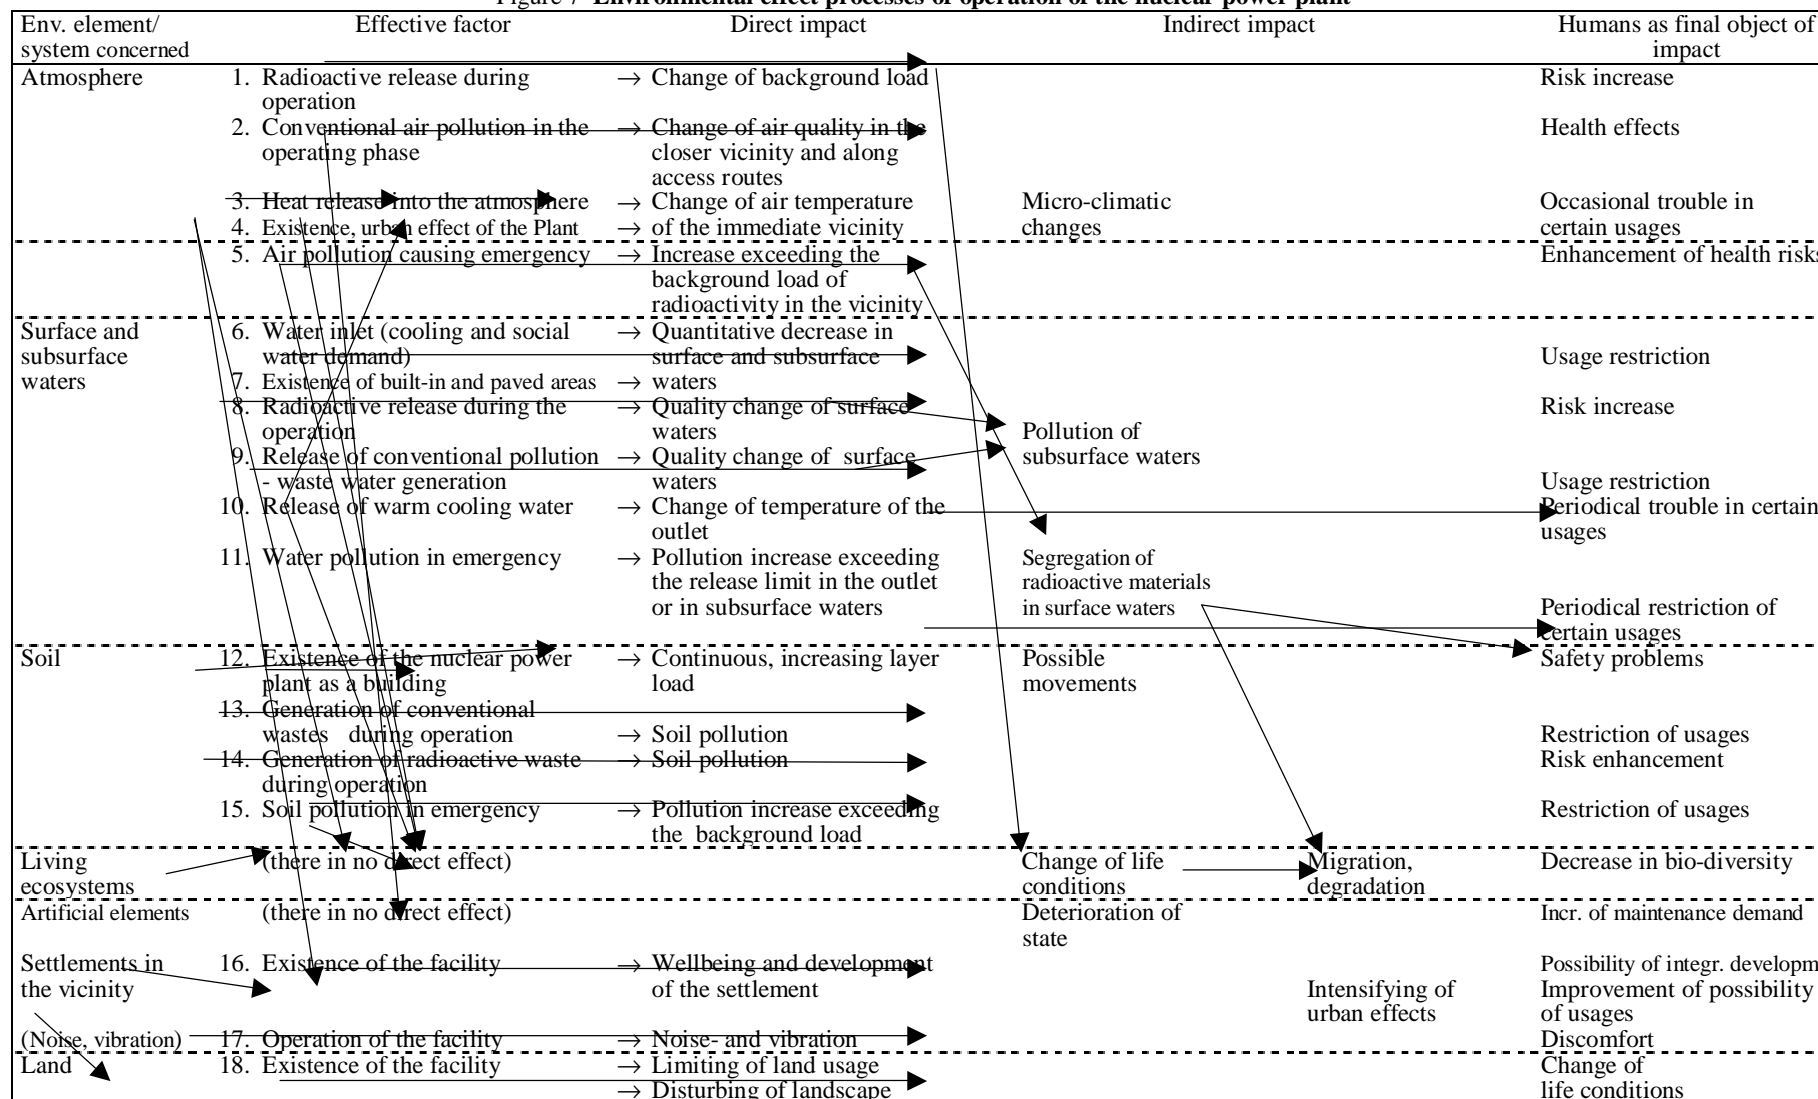 Figure 7 Environmental effect processes of operation of the nuclear power plant
Env. element/ Effective factor Direct impact Indirect impact Humans as final object of
system concerned impact
Atmosphere 1. Radioactive release during → Change of background load Risk increase
operation
2. Conventional air pollution in the → Change of air quality in the Health effects
operating phase closer vicinity and along
access routes
3. Heat release into the atmosphere → Change of air temperature Micro-climatic Occasional trouble in
4. Existence, urban effect of the Plant → of the immediate vicinity changes certain usages
5. Air pollution causing emergency → Increase exceeding the Enhancement of health risks
background load of
radioactivity in the vicinity
Surface and 6. Water inlet (cooling and social → Quantitative decrease in
subsurface water demand) surface and subsurface Usage restriction
waters 7. Existence of built-in and paved areas → waters
8. Radioactive release during the → Quality change of surface Risk increase
operation waters Pollution of
9. Release of conventional pollution → Quality change of surface subsurface waters
- waste water generation waters Usage restriction
10. Release of warm cooling water → Change of temperature of the Periodical trouble in certain
outlet usages
11. Water pollution in emergency → Pollution increase exceeding Segregation of
the release limit in the outlet radioactive materials
or in subsurface waters in surface waters Periodical restriction of
certain usages
Soil 12. Existence of the nuclear power → Continuous, increasing layer Possible Safety problems
plant as a building load movements
13. Generation of conventional
wastes during operation → Soil pollution Restriction of usages
14. Generation of radioactive waste → Soil pollution Risk enhancement
during operation
15. Soil pollution in emergency → Pollution increase exceeding Restriction of usages
the background load
Living (there in no direct effect) Change of life Migration, Decrease in bio-diversity
ecosystems conditions degradation
Artificial elements (there in no direct effect) Deterioration of Incr. of maintenance demand
state
Settlements in 16. Existence of the facility → Wellbeing and development Possibility of integr. developm
the vicinity of the settlement Intensifying of Improvement of possibility
urban effects of usages
(Noise, vibration) 17. Operation of the facility → Noise- and vibration Discomfort
Land 18. Existence of the facility → Limiting of land usage Change of
→ Disturbing of landscape life conditions